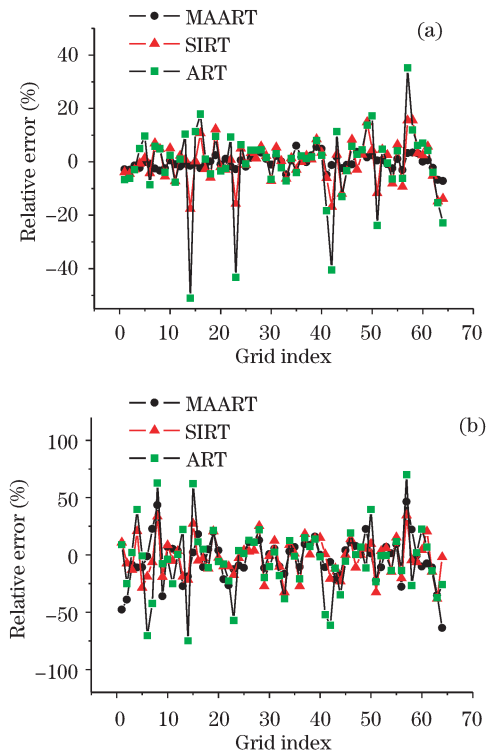 (a)
MAART
SIRT
ART
Relative error (%)
40
20
0
−20
−40
0 10 20 30 40 50 60 70
Grid index
(b)
MAART
SIRT
ART
Relative error (%)
100
50
0
−50
−100
0 10 20 30 40 50 60 70
Grid index